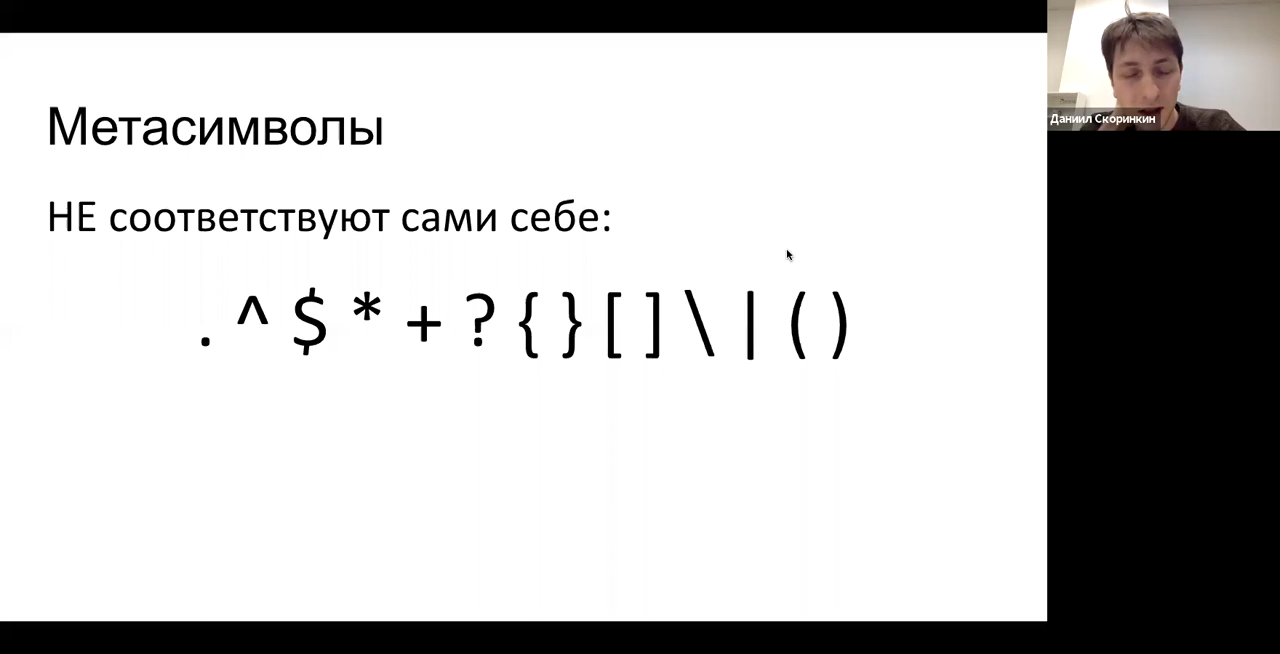 Метасимволы
НЕ соответствуют сами себе:
. ^ $ * + ? { } [ ] \ | ( )
Даниил Скоринкин